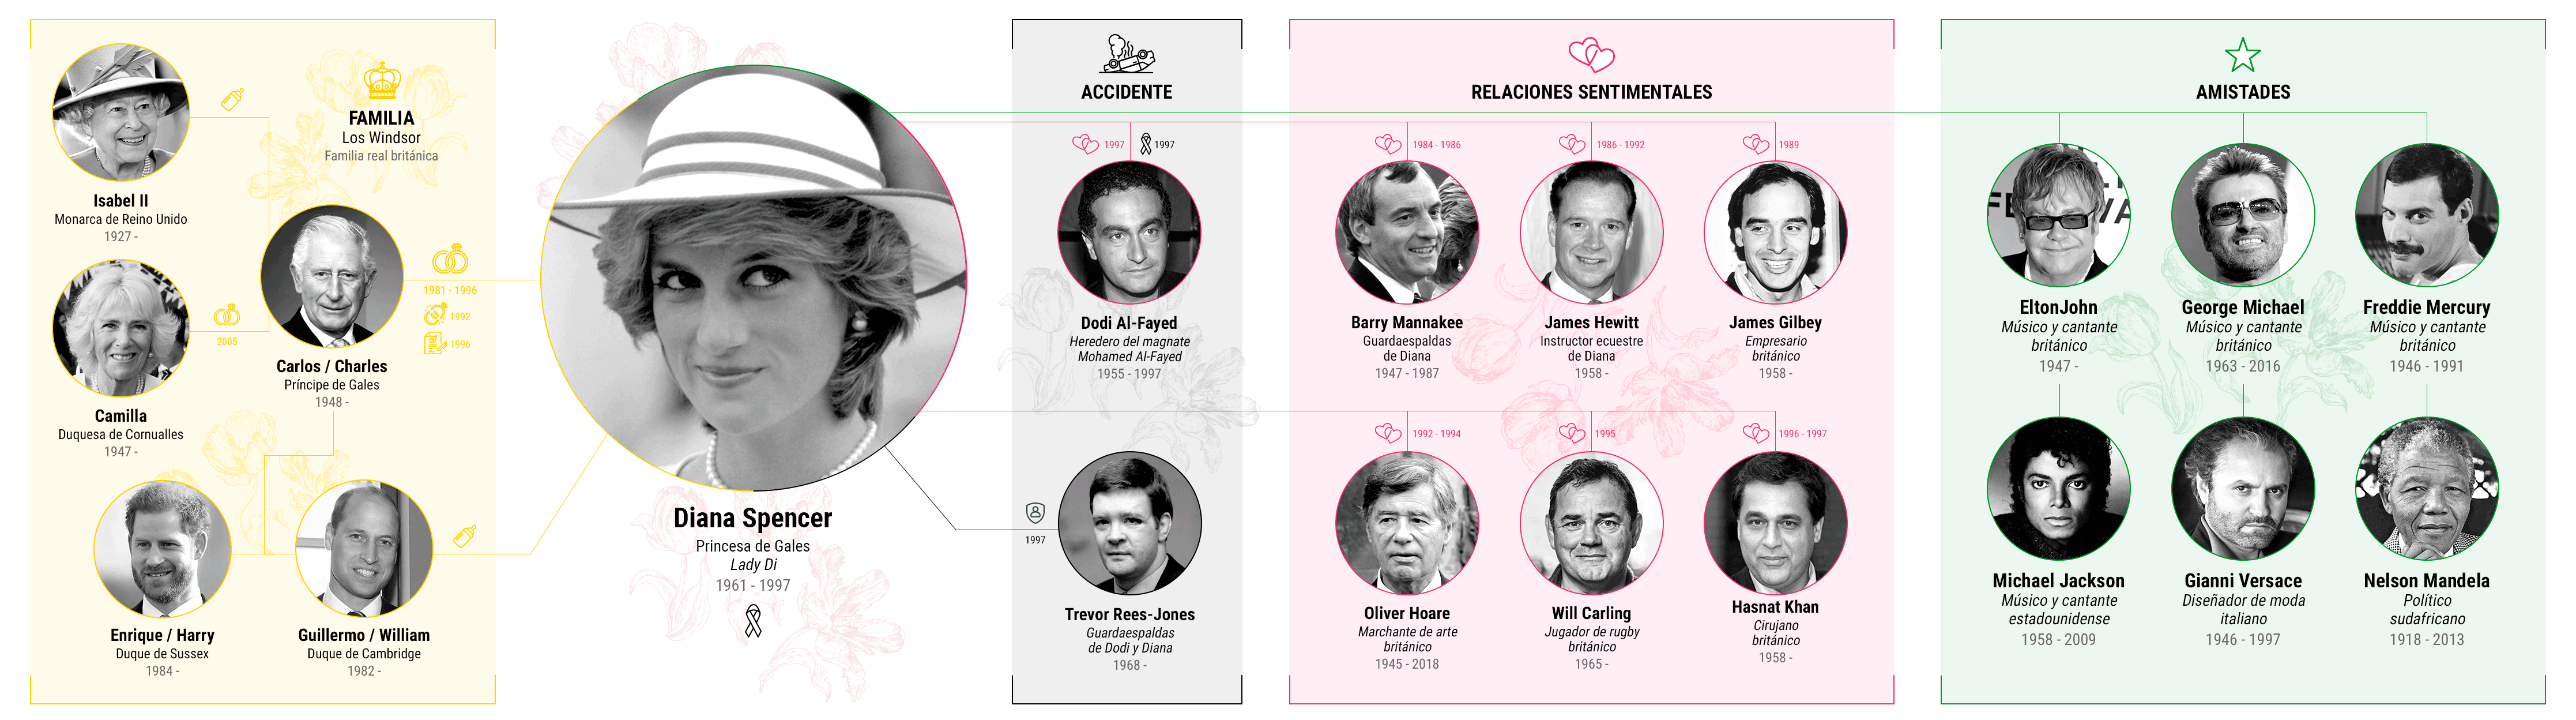 FAMILIA
Los Windsor
Familia real británica
Isabel II
Monarca de Reino Unido
1927 -
Camilla
Duquesa de Cornualles
1947 -
2005
Carlos / Charles
Príncipe de Gales
1948 -
1981 - 1996
1992
1996
Enrique / Harry
Duque de Sussex
1984 -
Guillermo / William
Duque de Cambridge
1982 -
Diana Spencer
Princesa de Gales
Lady Di
1961 - 1997
ACCIDENTE
1997
1997
Dodi Al-Fayed
Heredero del magnate
Mohamed Al-Fayed
1955 - 1997
1997
Trevor Rees-Jones
Guardaespaldas
de Dodi y Diana
1968 -
RELACIONES SENTIMENTALES
1984 - 1986
Barry Mannakee
Guardaespaldas
de Diana
1947 - 1987
1986 - 1992
James Hewitt
Instructor ecuestre
de Diana
1958 -
1989
James Gilbey
Empresario
británico
1958 -
1992 - 1994
Oliver Hoare
Marchante de arte
británico
1945 - 2018
1995
Will Carling
Jugador de rugby
británico
1965 -
1996 - 1997
Hasnat Khan
Cirujano
británico
1958 -
AMISTADES
EltonJohn
Músico y cantante
británico
1947 -
George Michael
Músico y cantante
británico
1963 - 2016
Freddie Mercury
Músico y cantante
británico
1946 - 1991
Michael Jackson
Músico y cantante
estadounidense
1958 - 2009
Gianni Versace
Diseñador de moda
italiano
1946 - 1997
Nelson Mandela
Político
sudafricano
1918 - 2013